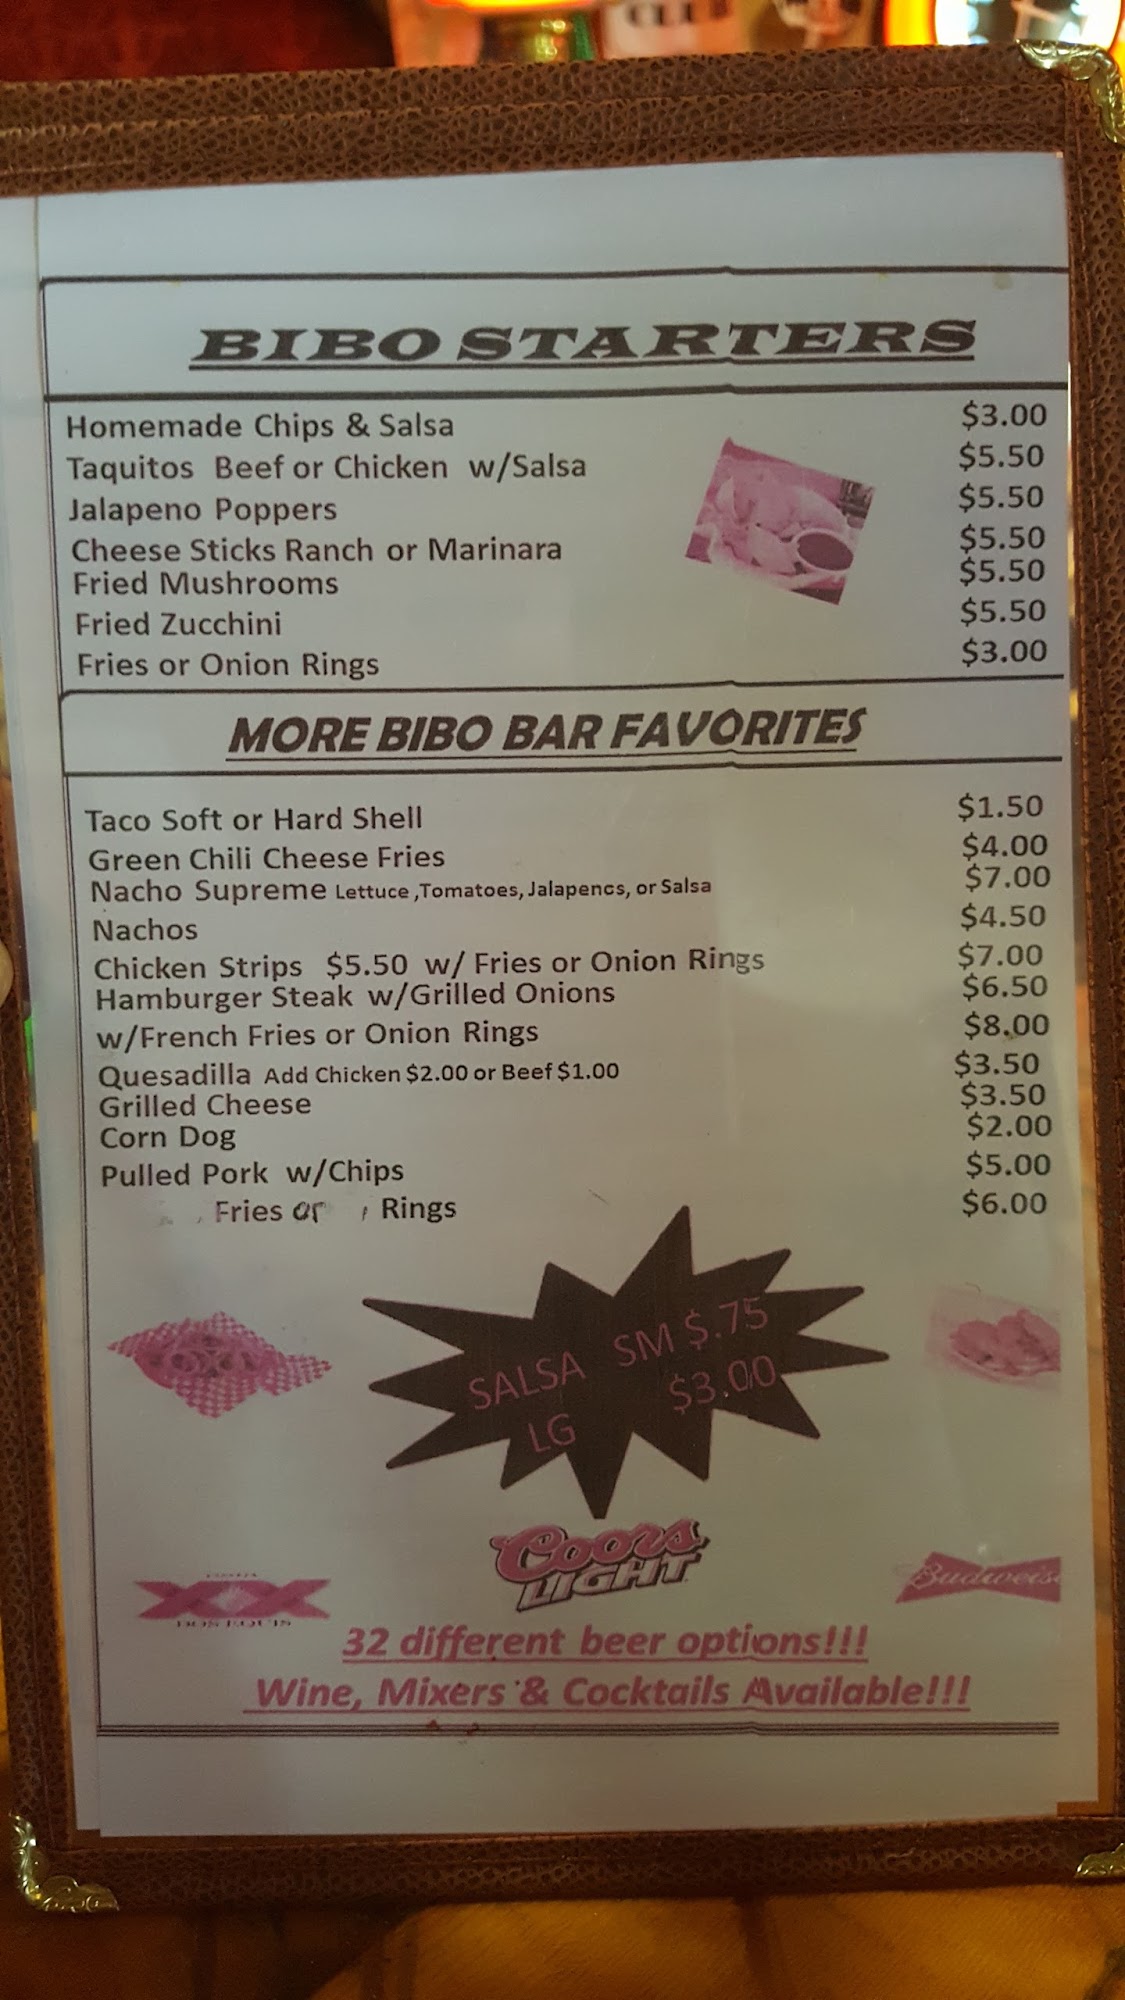 BIBO STARTERS
Homemade Chips & Salsa $3.00
Taquitos Beef or Chicken w/Salsa $5.50
Jalapeno Poppers $5.50
Cheese Sticks Ranch or Marinara $5.50
Fried Mushrooms $5.50
Fried Zucchini $5.50
Fries or Onion Rings $3.00
MORE BIBO BAR FAVORITES
Taco Soft or Hard Shell $1.50
Green Chili Cheese Fries $4.00
Nacho Supreme Lettuce ,Tomatoes, Jalapenos, or Salsa $7.00
Nachos $4.50
Chicken Strips $5.50 w/ Fries or Onion Rings $7.00
Hamburger Steak w/Grilled Onions $6.50
w/French Fries or Onion Rings $8.00
Quesadilla Add Chicken $2.00 or Beef $1.00 $3.50
Grilled Cheese $3.50
Corn Dog $2.00
Pulled Pork w/Chips $5.00
Fries or Rings $6.00
SALSA SM $.75
LG $3.00
Coors
LIGHT
XX
DOS EQUIS
Budweis
32 different beer options!!!
Wine, Mixers & Cocktails Available!!!